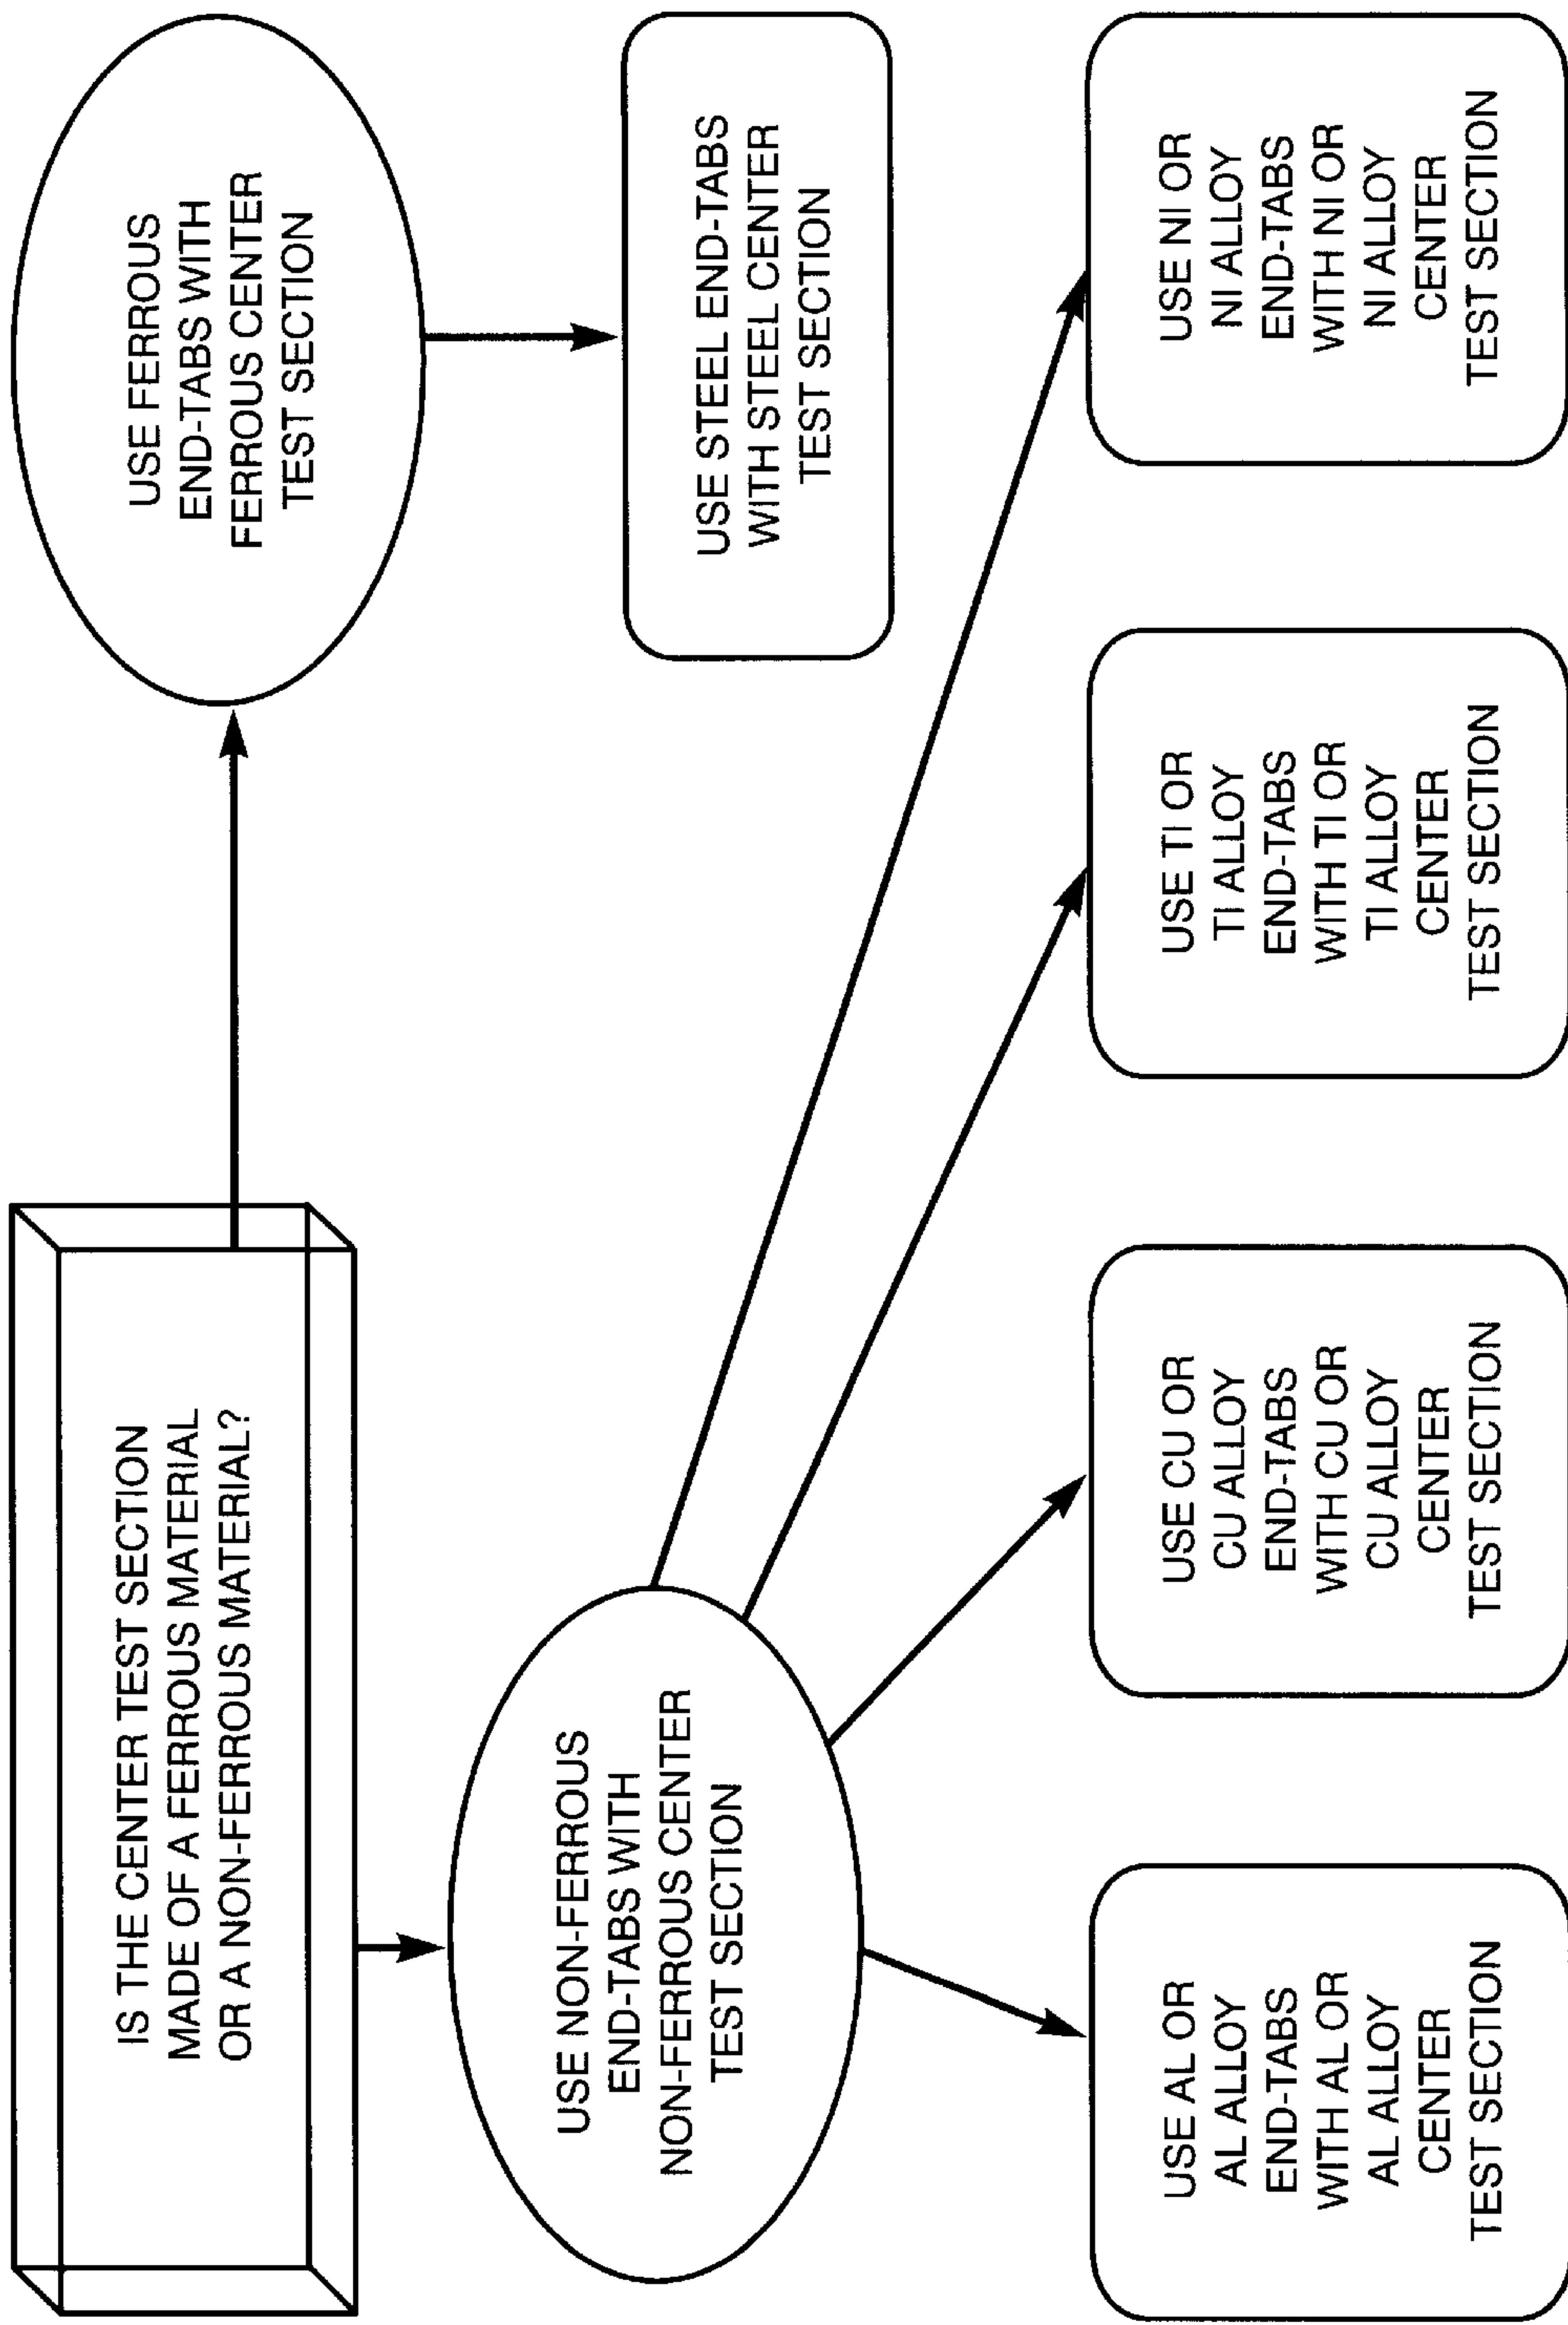 IS THE CENTER TEST SECTION
MADE OF A FERROUS MATERIAL
OR A NON-FERROUS MATERIAL?
USE FERROUS
END-TABS WITH
FERROUS CENTER
TEST SECTION
USE NON-FERROUS
END-TABS WITH
NON-FERROUS CENTER
TEST SECTION
USE STEEL END-TABS
WITH STEEL CENTER
TEST SECTION
USE AL OR
AL ALLOY
END-TABS
WITH AL OR
AL ALLOY
CENTER
TEST SECTION
USE CU OR
CU ALLOY
END-TABS
WITH CU OR
CU ALLOY
CENTER
TEST SECTION
USE TI OR
TI ALLOY
END-TABS
WITH TI OR
TI ALLOY
CENTER
TEST SECTION
USE NI OR
NI ALLOY
END-TABS
WITH NI OR
NI ALLOY
CENTER
TEST SECTION